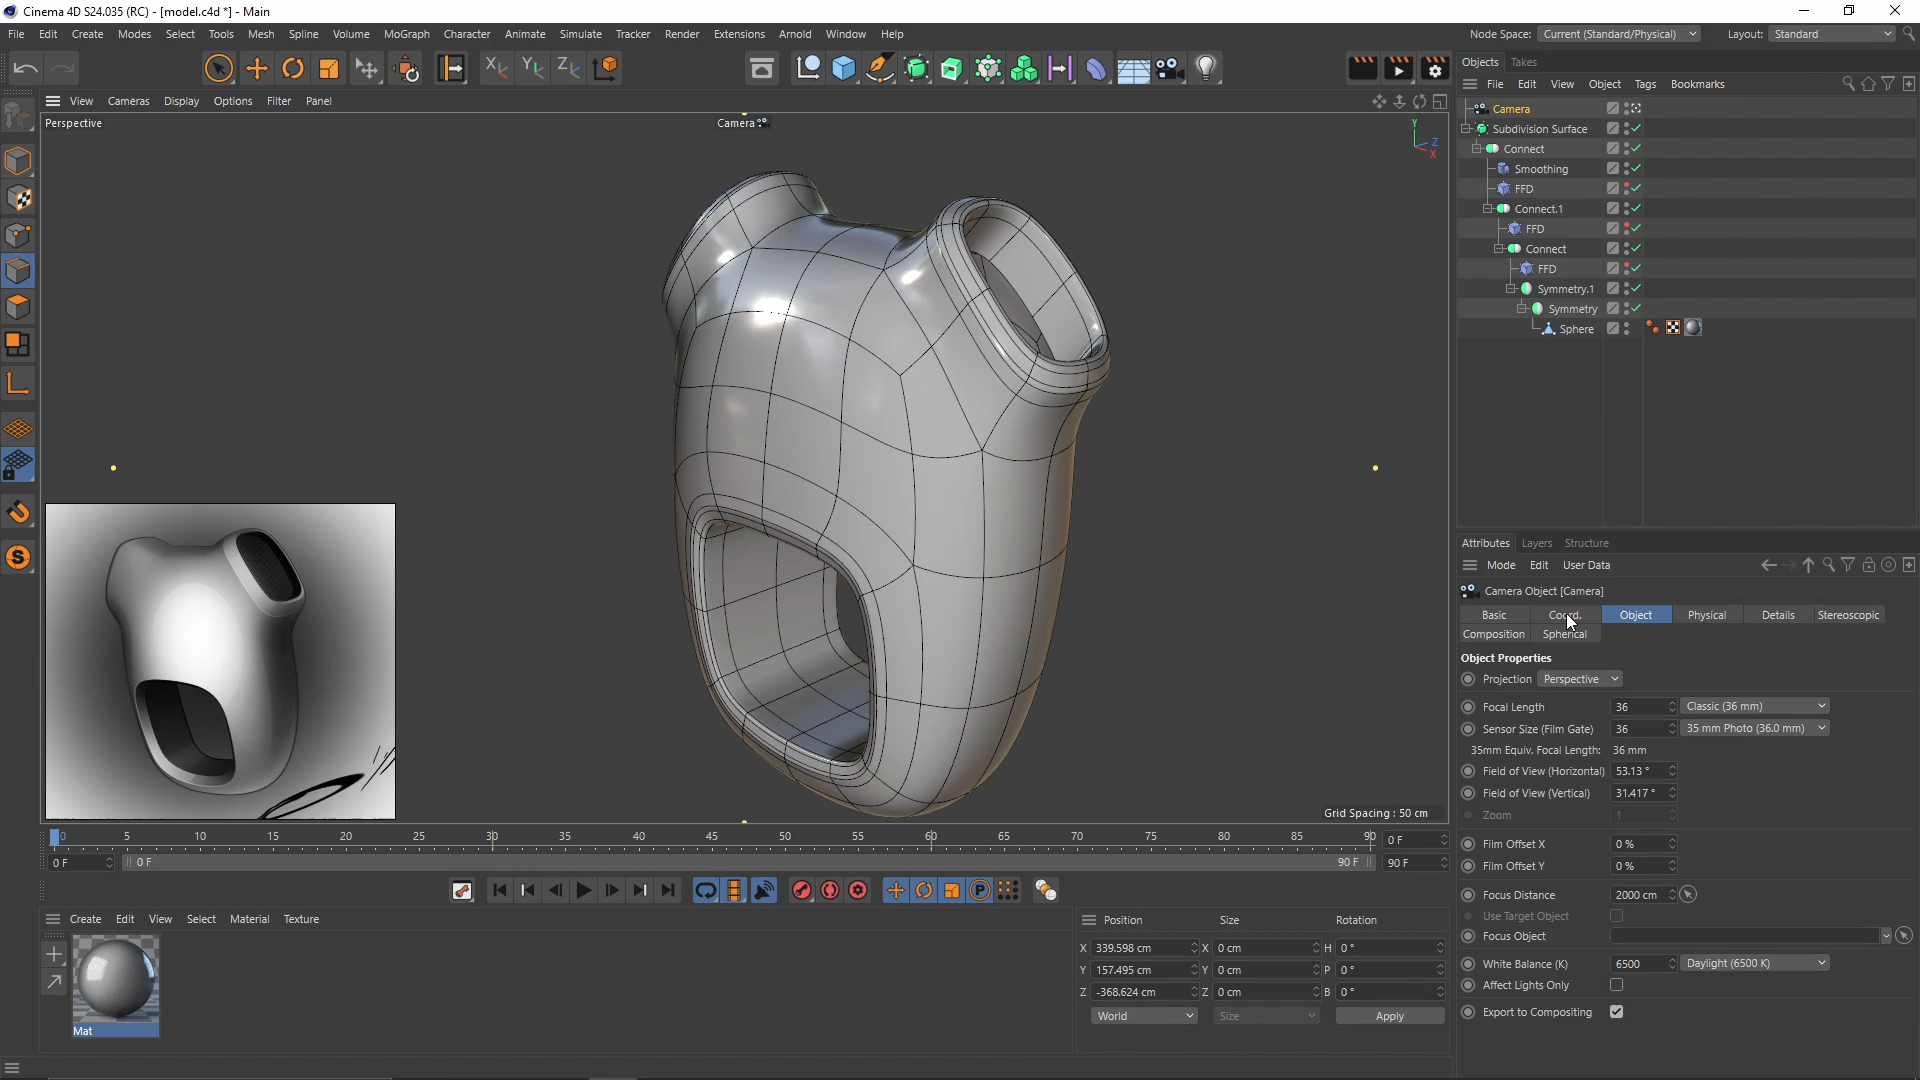 Cinema 4D S24.035 (RC) - [model.c4d *] - Main
File Edit Create Modes Select Tools Mesh Spline Volume MoGraph Character Animate Simulate Tracker Render Extensions Arnold Window Help
Node Space: Current (Standard/Physical) Layout: Standard
Objects Takes
File Edit View Object Tags Bookmarks
View Cameras Display Options Filter Panel
Perspective
Camera
Y
Z
X
Camera
Subdivision Surface
Connect
Smoothing
FFD
Connect.1
FFD
Connect
FFD
Symmetry.1
Symmetry
Sphere
Grid Spacing : 50 cm
Attributes Layers Structure
Mode Edit User Data
Camera Object [Camera]
Basic Coord. Object Physical Details Stereoscopic
Composition Spherical
Object Properties
Projection Perspective
Focal Length 36 Classic (36 mm)
Sensor Size (Film Gate) 36 35 mm Photo (36.0 mm)
35mm Equiv. Focal Length: 36 mm
Field of View (Horizontal) 53.13 °
Field of View (Vertical) 31.417 °
Zoom 1
Film Offset X 0 %
Film Offset Y 0 %
Focus Distance 2000 cm
Use Target Object
Focus Object
White Balance (K) 6500 Daylight (6500 K)
Affect Lights Only
Export to Compositing
0 5 10 15 20 25 30 35 40 45 50 55 60 65 70 75 80 85 90 0 F
0 F 0 F 90 F 90 F
Create Edit View Select Material Texture
Mat
Position Size Rotation
X 339.598 cm X 0 cm H 0 °
Y 157.495 cm Y 0 cm P 0 °
Z -368.624 cm Z 0 cm B 0 °
World Size Apply